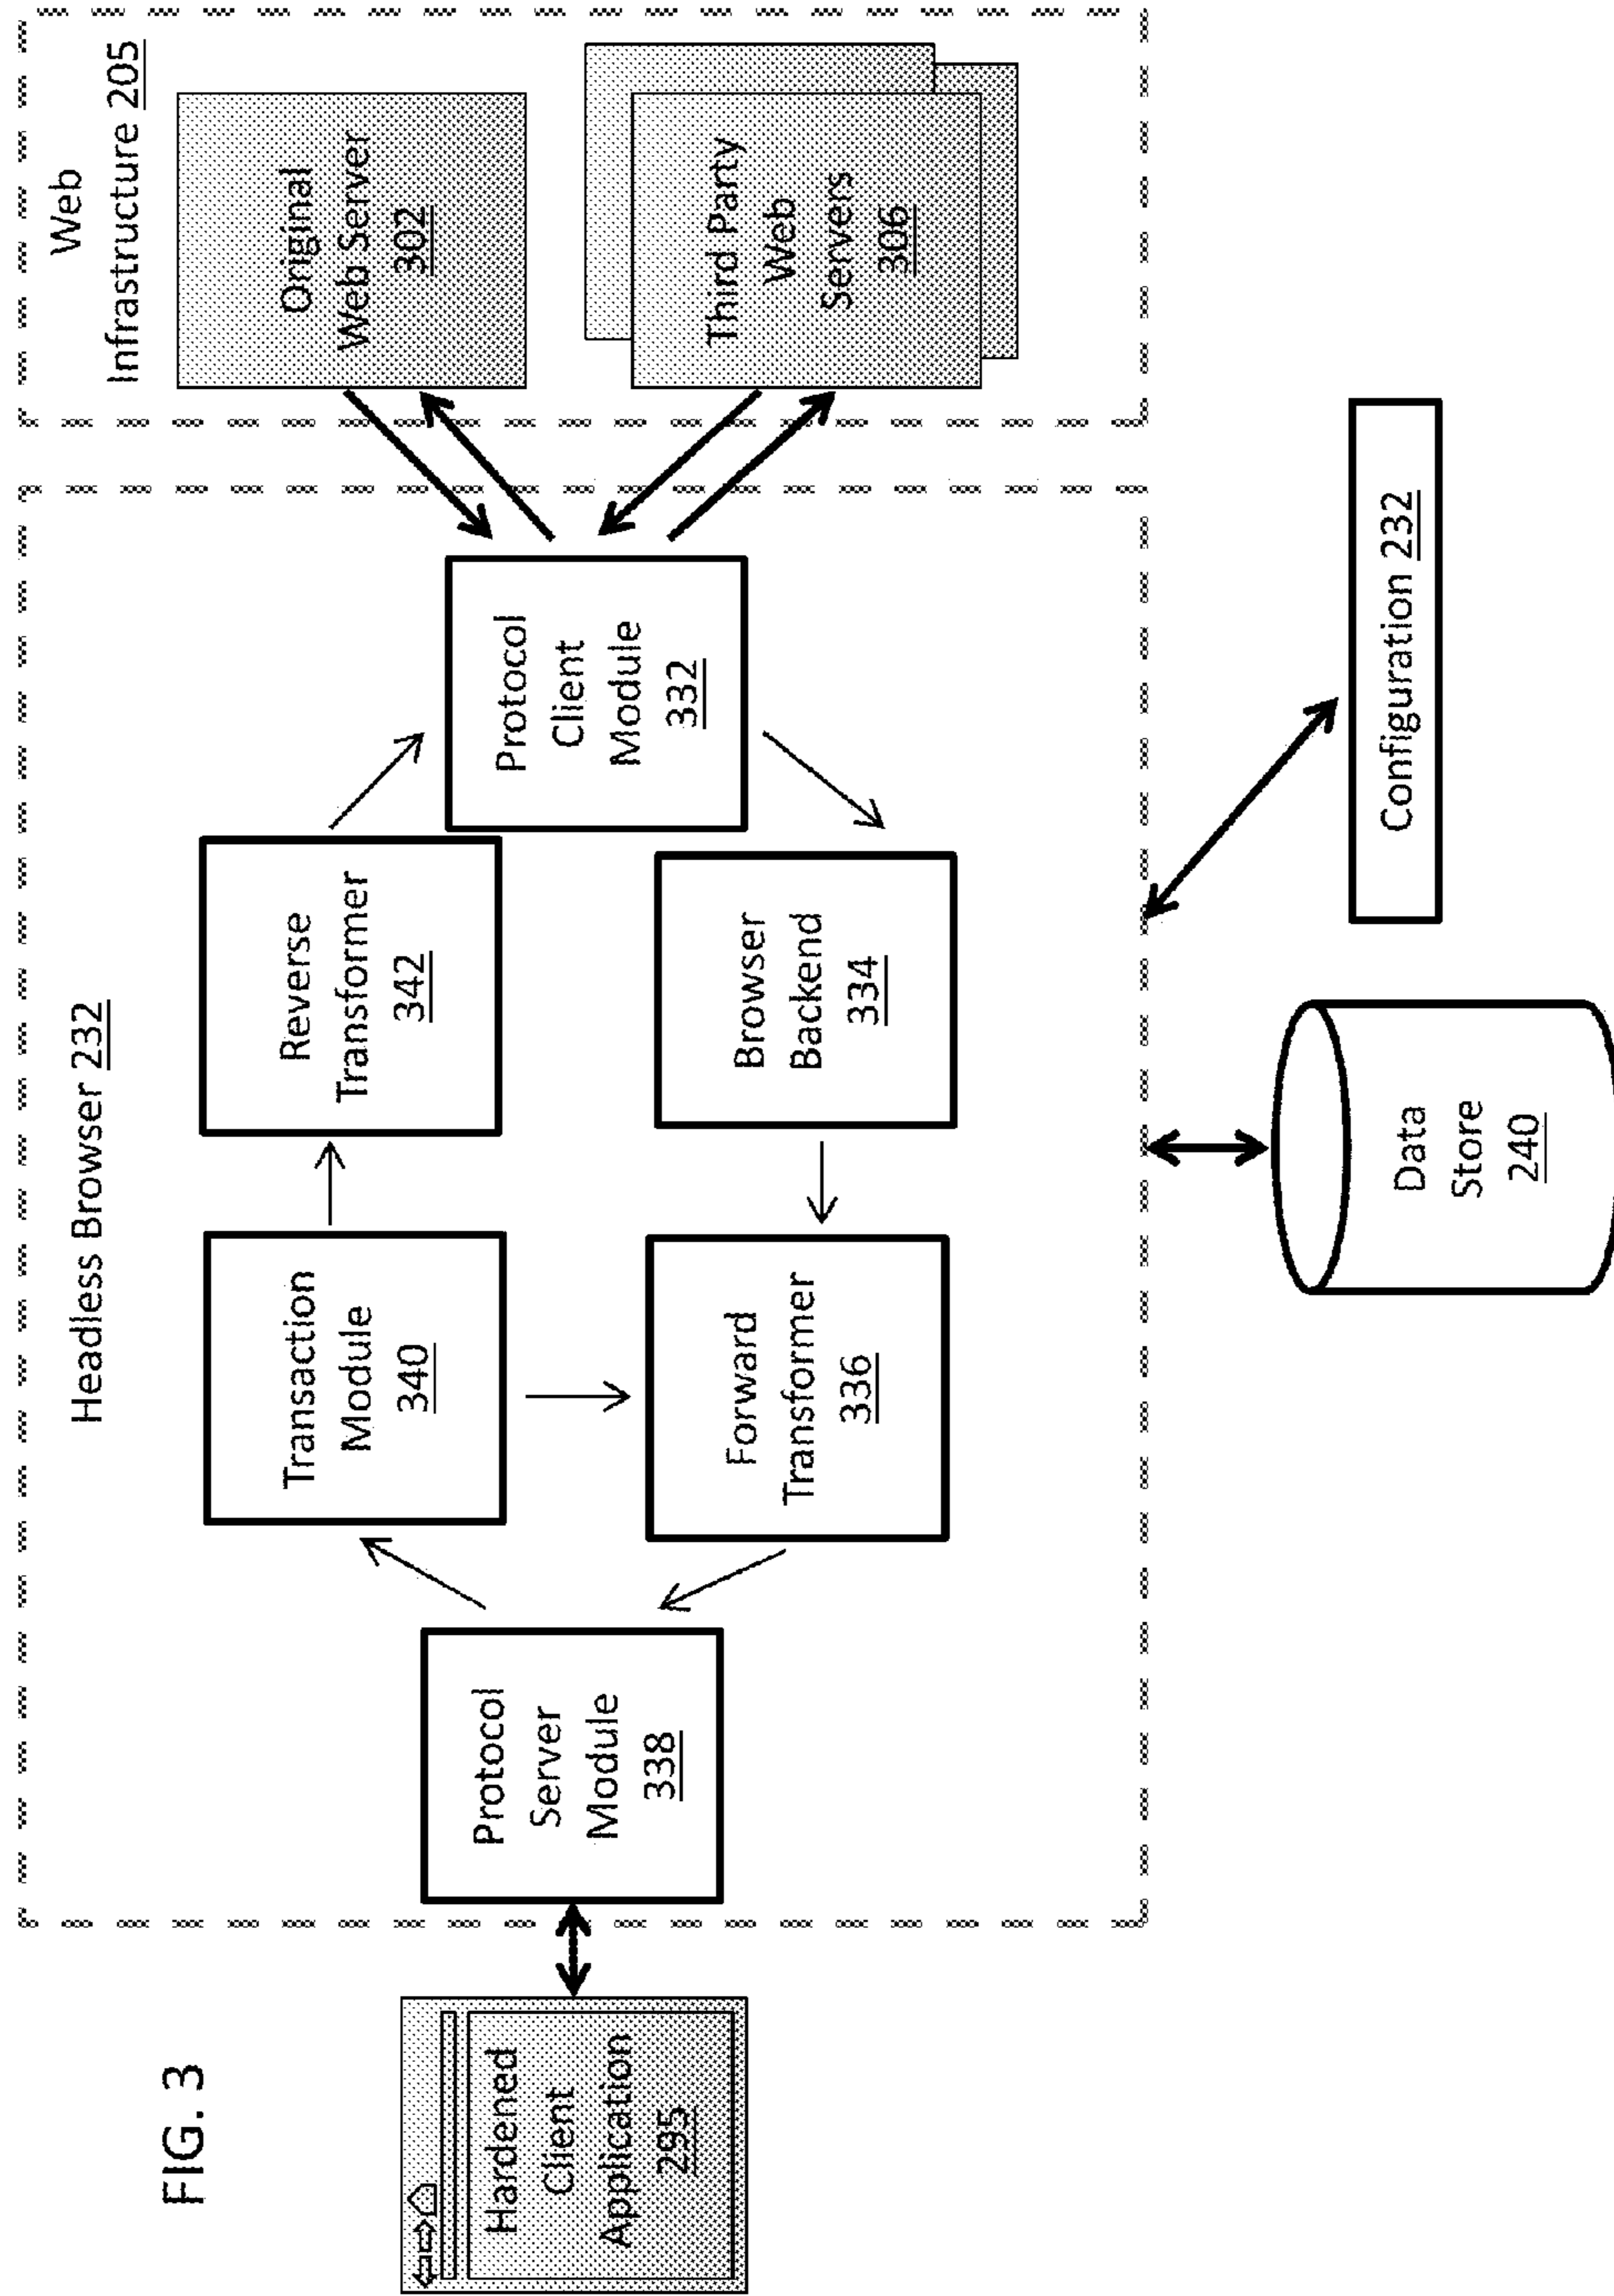 FIG. 3
Headless Browser 232
Web
Infrastructure 205
Hardened
Client
Application
295
Protocol
Server
Module
338
Transaction
Module
340
Reverse
Transformer
342
Forward
Transformer
336
Browser
Backend
334
Protocol
Client
Module
332
Original
Web Server
302
Third Party
Web
Servers
306
Data
Store
240
Configuration 232